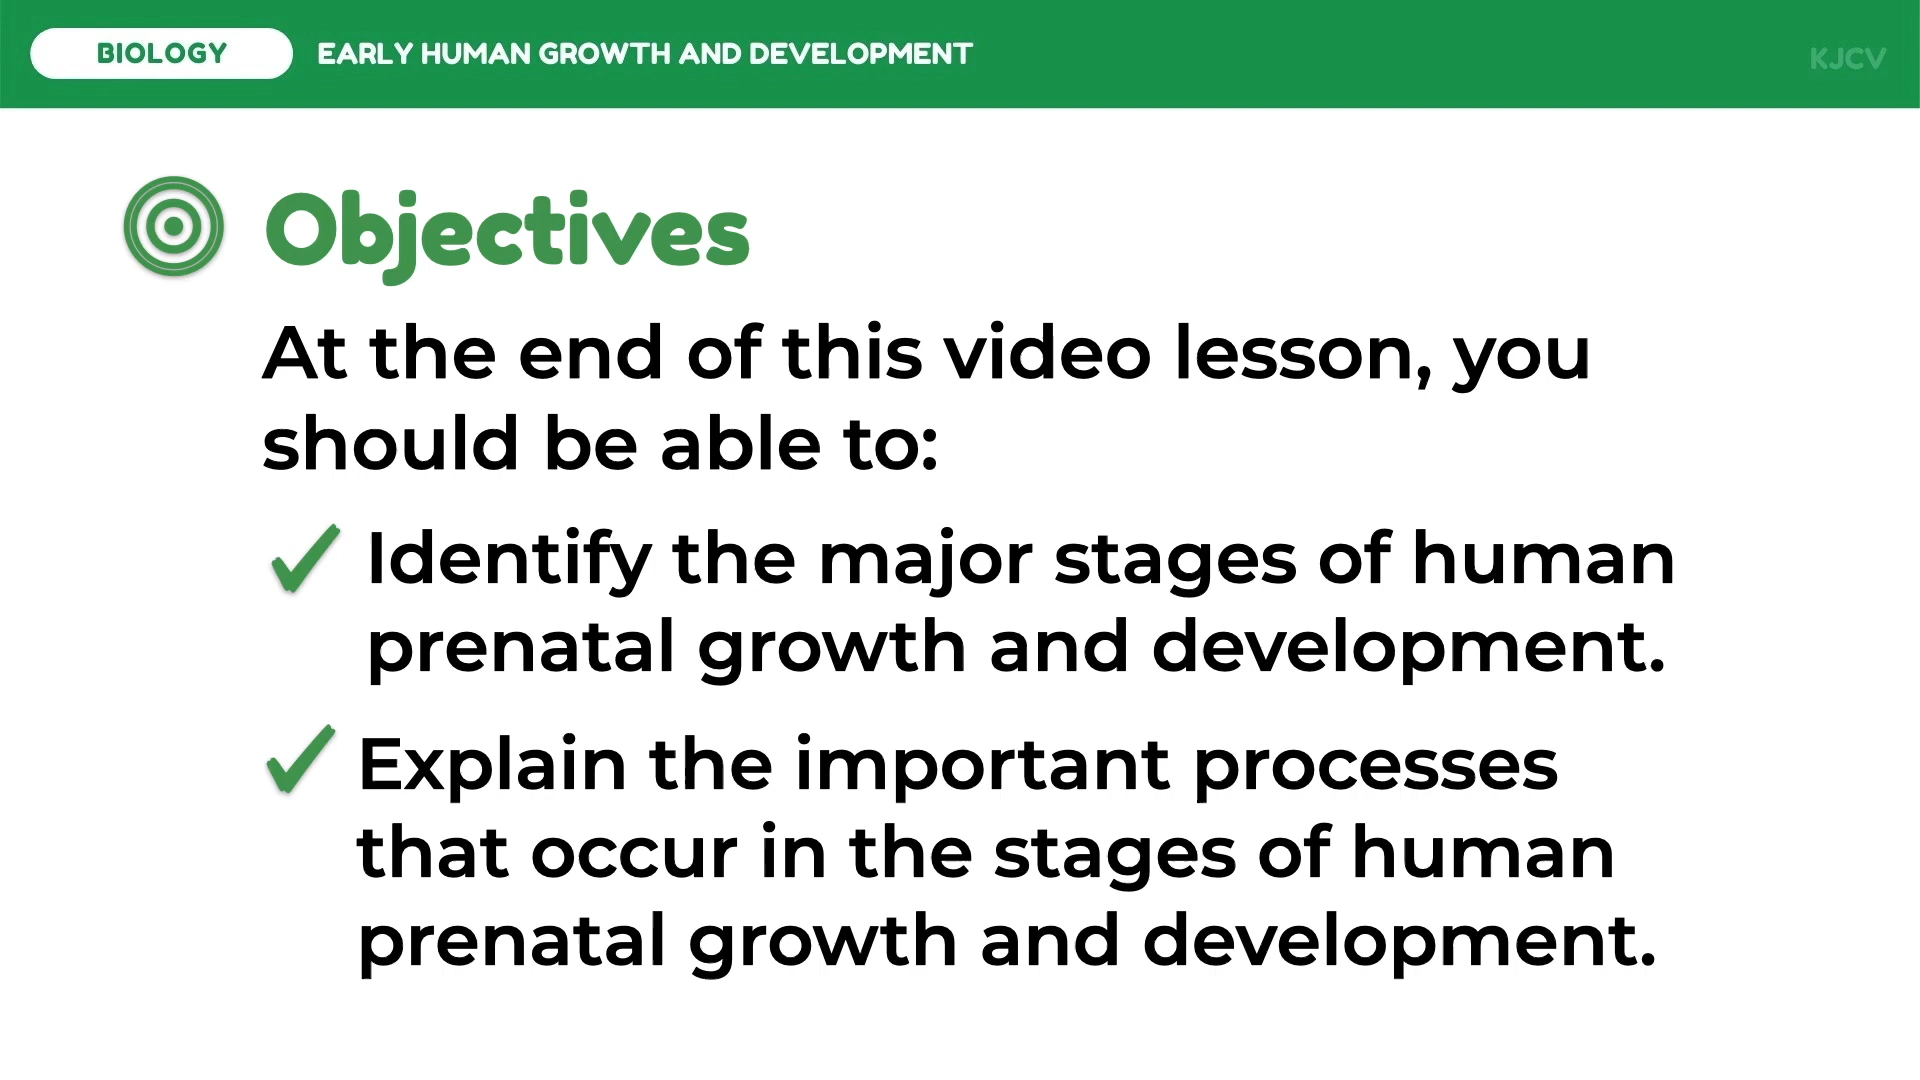 BIOLOGY
EARLY HUMAN GROWTH AND DEVELOPMENT
KJCV
Objectives
At the end of this video lesson, you
should be able to:
Identify the major stages of human
prenatal growth and development.
Explain the important processes
that occur in the stages of human
prenatal growth and development.